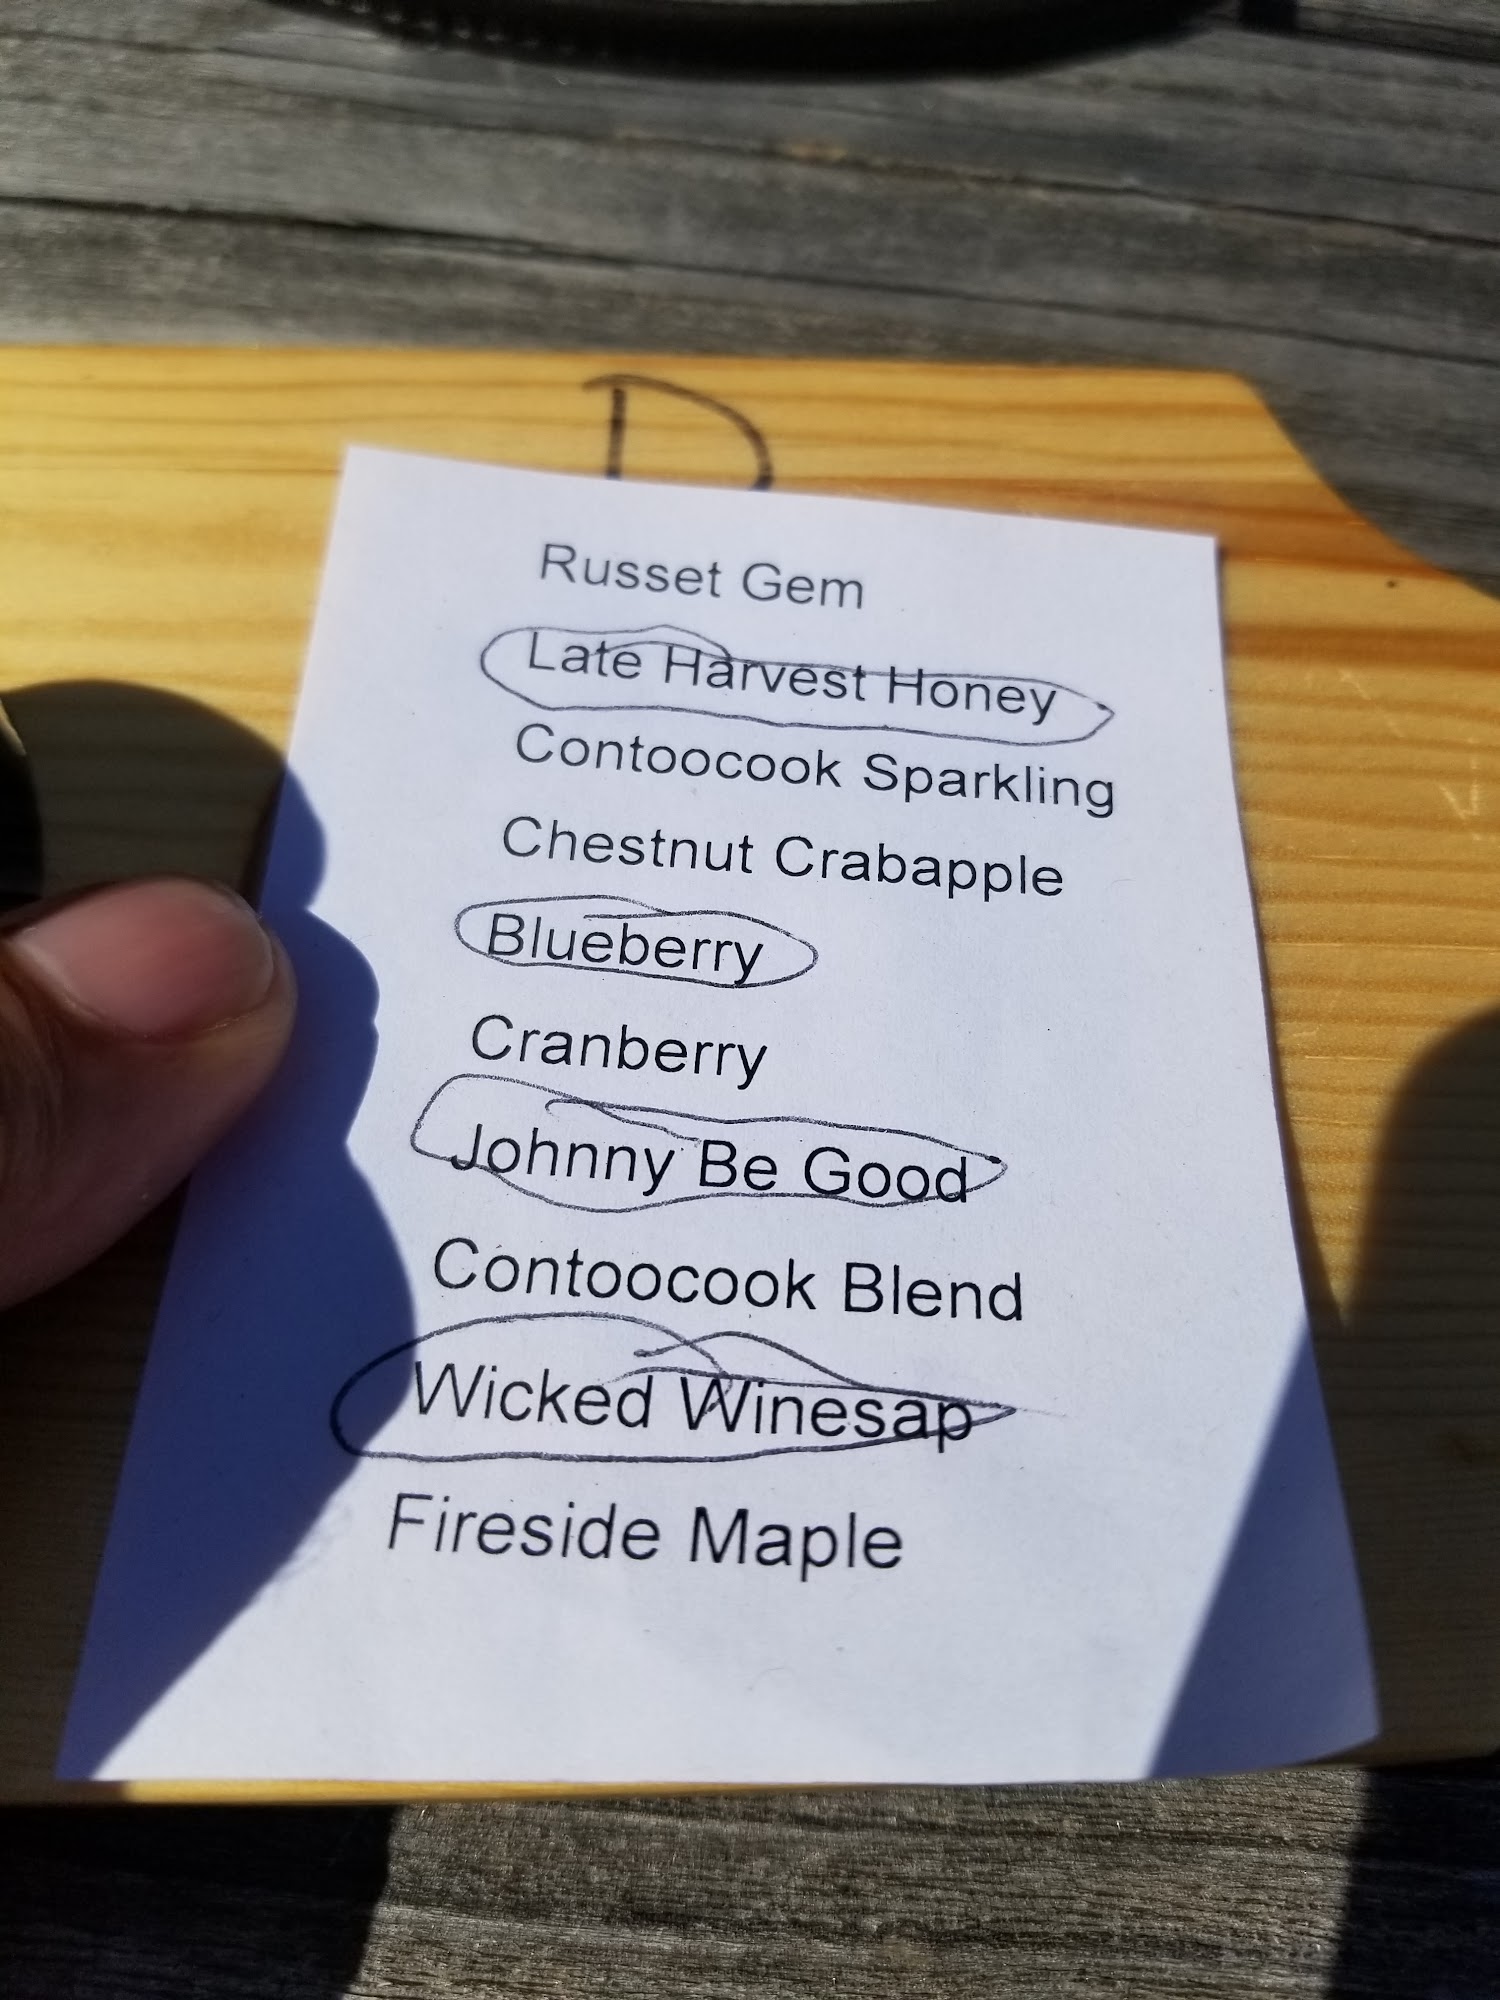 Russet Gem
Late Harvest Honey
Contoocook Sparkling
Chestnut Crabapple
Blueberry
Cranberry
Johnny Be Good
Contoocook Blend
Wicked Winesap
Fireside Maple